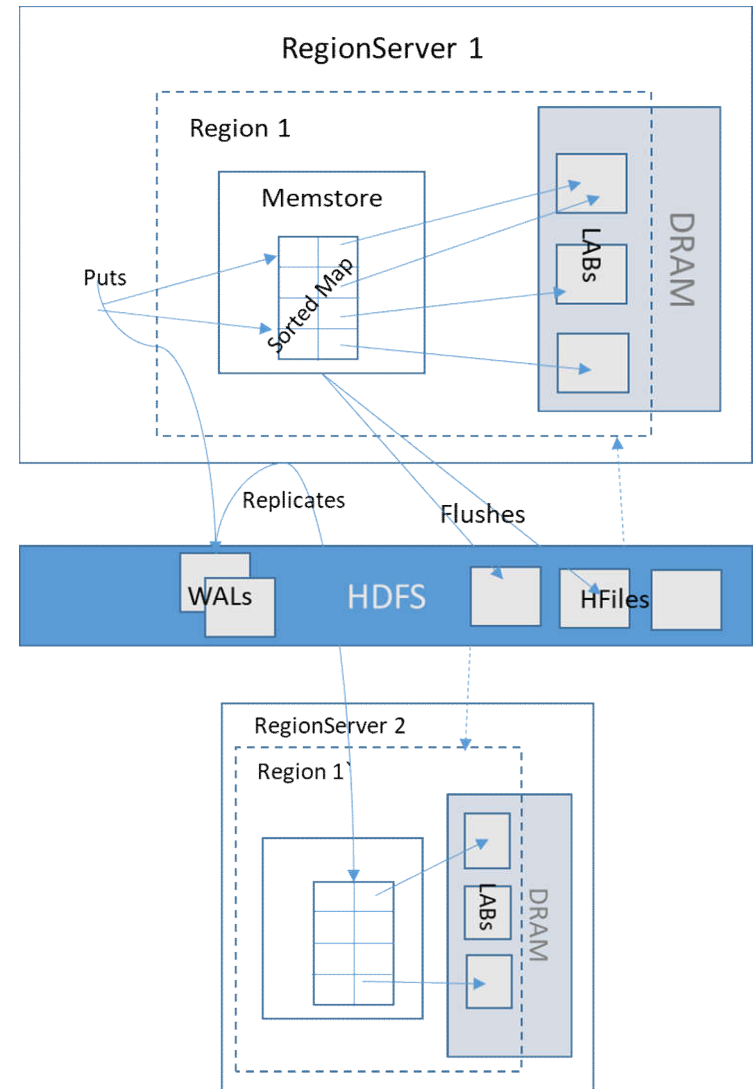 RegionServer 1
Region 1
Memstore
Puts
Sorted Map
LABs
DRAM
Replicates
Flushes
WALs
HDFS
HFiles
RegionServer 2
Region 1`
LABs
DRAM